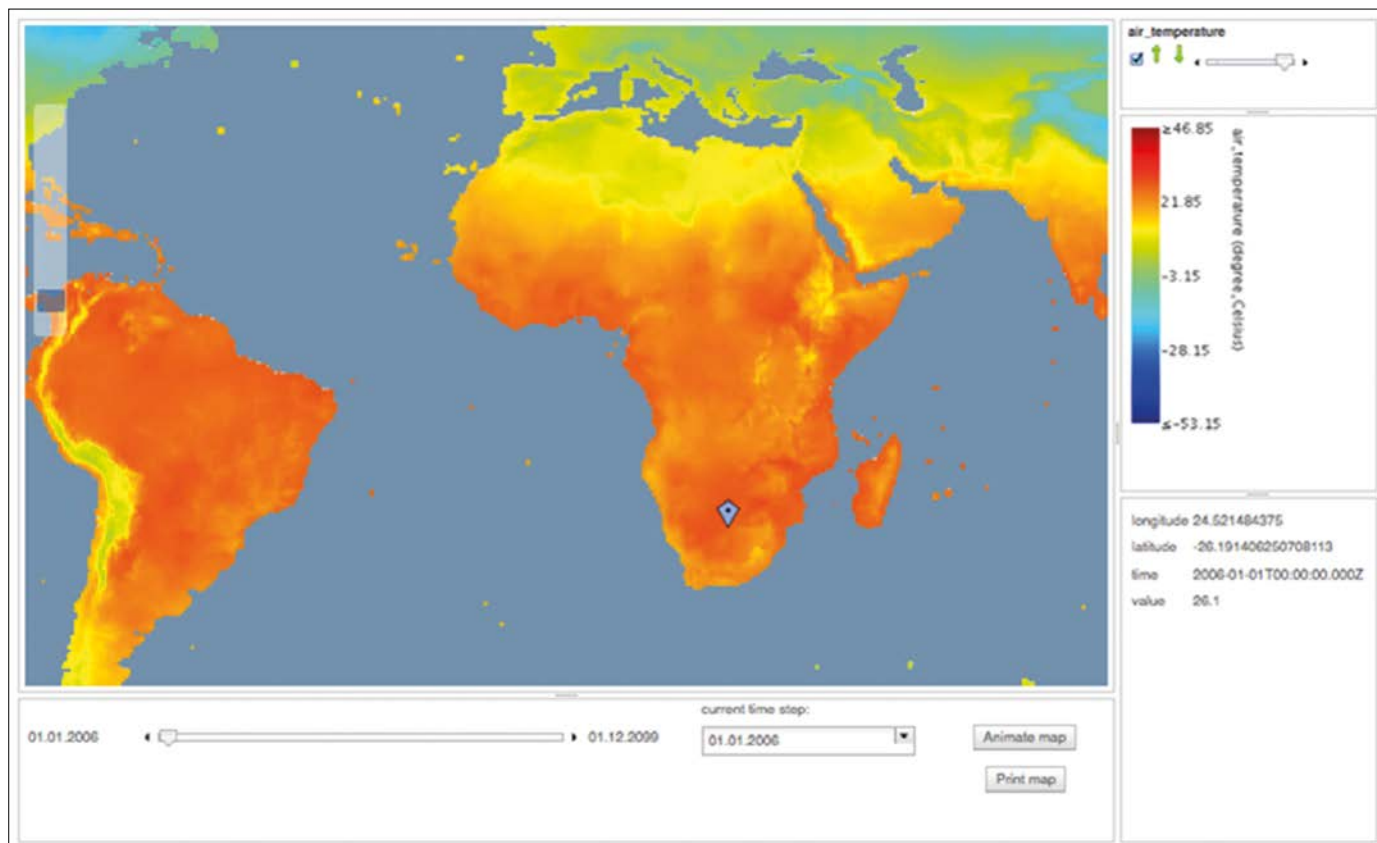 air_temperature
≥46.85
21.85
-3.15
-28.15
≤-53.15
air_temperature (degree_Celsius)
longitude 24.521484375
latitude -26.191406250708113
time 2006-01-01T00:00:00.000Z
value 26.1
current time step:
01.01.2006
01.12.2099
01.01.2006
Animate map
Print map